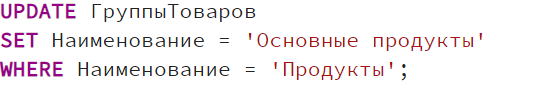 UPDATE ГруппыТоваров
SET Наименование = 'Основные продукты'
WHERE Наименование = 'Продукты';